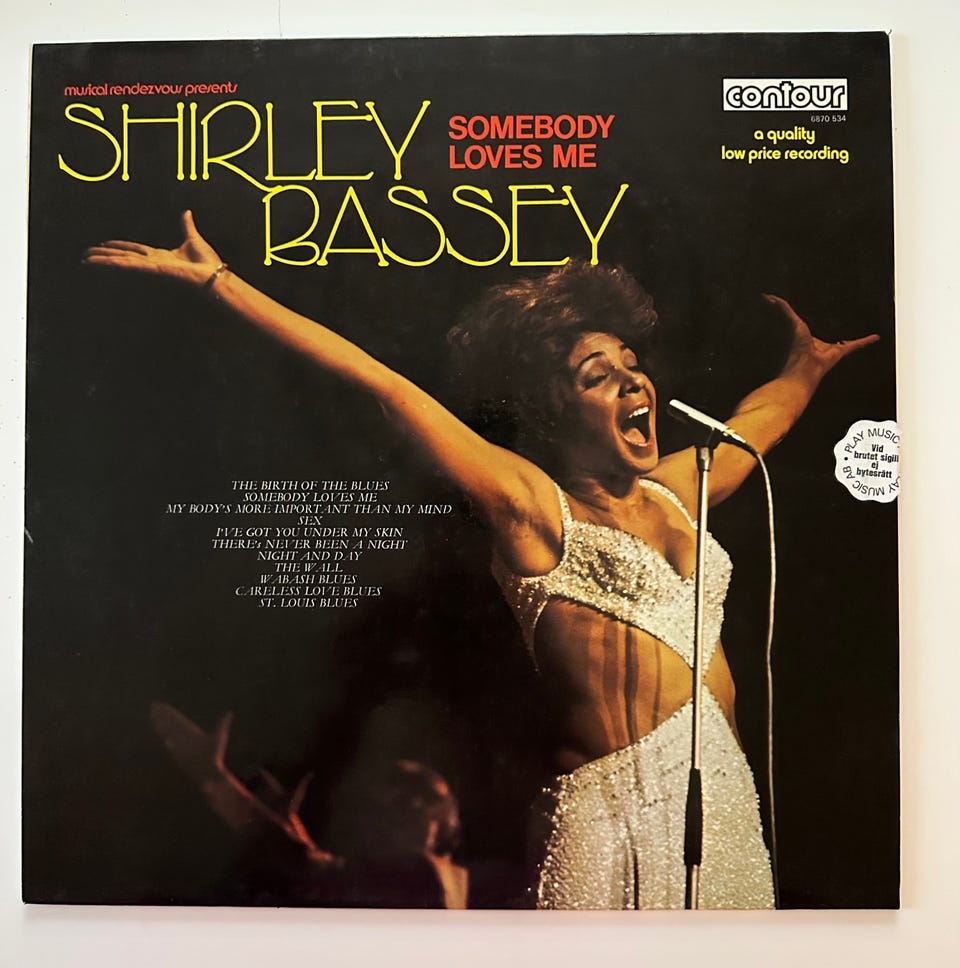 musical rendezvous presents
SHIRLEY
BASSEY
SOMEBODY
LOVES ME
contour
6870 534
a quality
low price recording
THE BIRTH OF THE BLUES
SOMEBODY LOVES ME
MY BODY'S MORE IMPORTANT THAN MY MIND
SEX
I'VE GOT YOU UNDER MY SKIN
THERE's NEVER BEEN A NIGHT
NIGHT AND DAY
THE WALL
WABASH BLUES
CARELESS LOVE BLUES
ST. LOUIS BLUES
PLAY MUSIC AB • PLAY MUSIC
Vid
brutet sigill
ej
bytesrätt